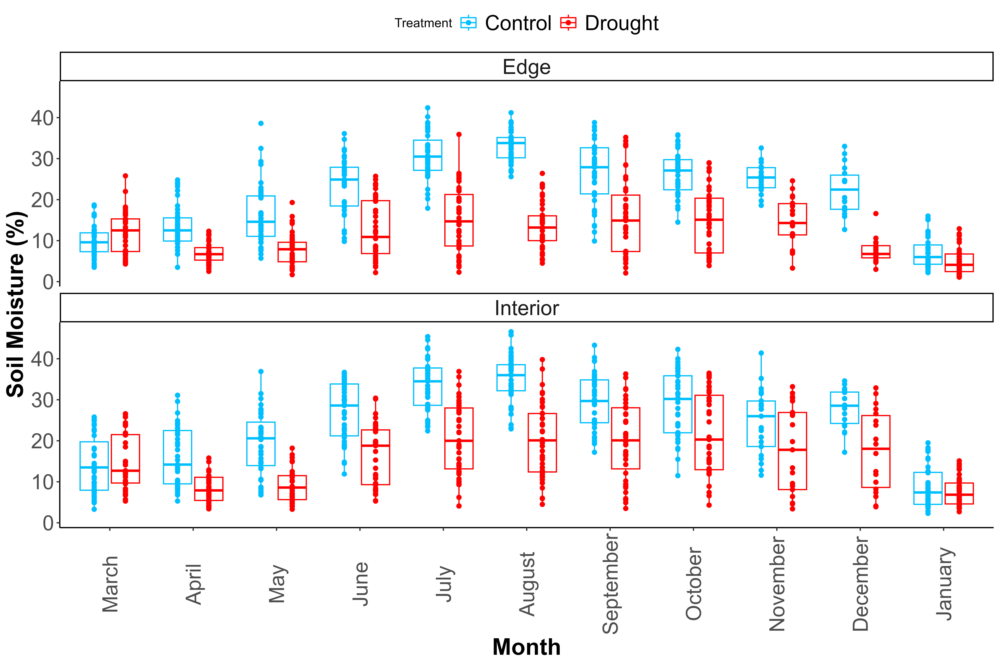 Treatment Control Drought
Edge
40
30
20
10
0
Interior
40
30
20
10
0
Soil Moisture (%)
March April May June July August September October November December January
Month